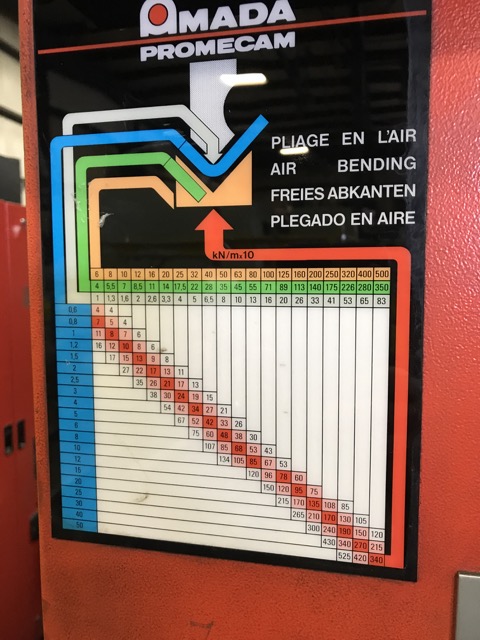 AMADA
PROMECAM
PLIAGE EN L'AIR
AIR BENDING
FREIES ABKANTEN
PLEGADO EN AIRE
kN/mx10
6 8 10 12 16 20 25 32 40 50 63 80 100 125 160 200 250 320 400 500
4 5,5 7 8,5 11 14 17,5 22 28 35 45 55 71 89 113 140 175 226 280 350
1 1,3 1,6 2 2,6 3,3 4 5 6,5 8 10 13 16 20 26 33 41 53 65 83
0,6 4 4
0,8 7 5 4
1 11 8 7 6
1,2 16 12 10 8 6
1,5 17 15 13 9 8
2 27 22 17 13 11
2,5 35 26 21 17 13
3 38 30 24 19 15
4 54 42 34 27 21
5 67 52 42 33 26
6 75 60 48 38 30
8 107 85 68 53 43
10 134 105 85 67 53
12 120 96 78 60
15 150 120 95 75
20 215 170 135 108 85
25 265 210 170 130 105
30 300 240 190 150 120
40 430 340 270 215
50 525 420 340